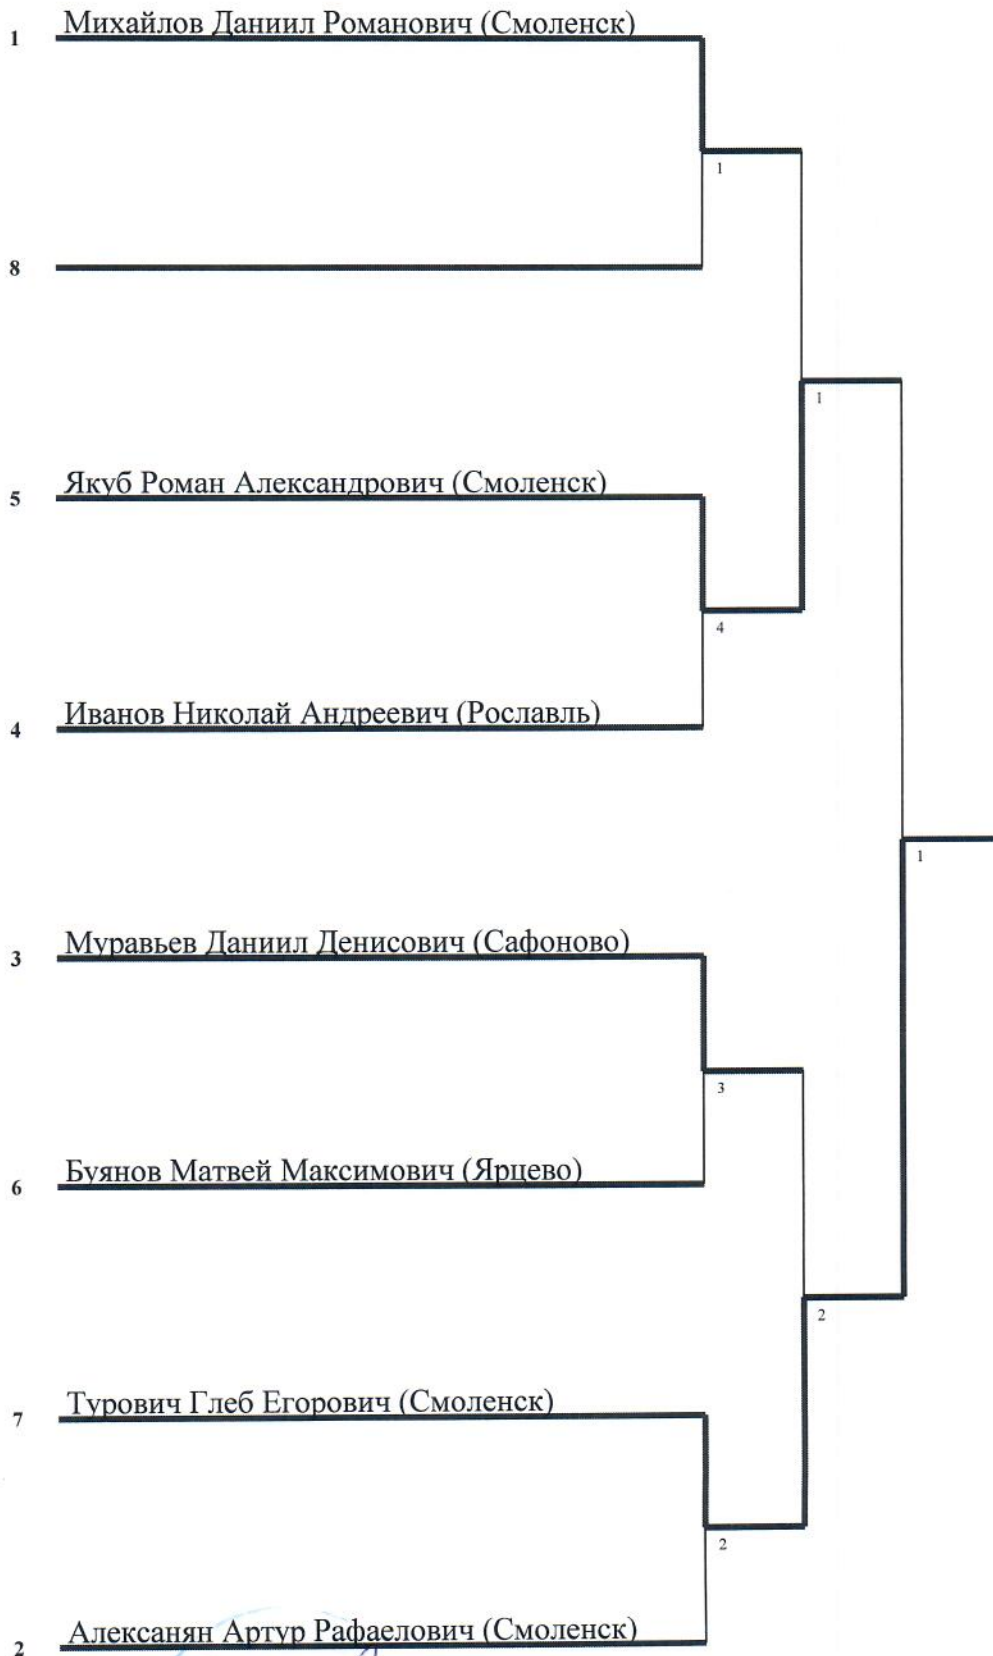 1 Михайлов Даниил Романович (Смоленск)
1
8
1
5 Якуб Роман Александрович (Смоленск)
4
4 Иванов Николай Андреевич (Рославль)
1
3 Муравьев Даниил Денисович (Сафоново)
3
6 Буянов Матвей Максимович (Ярцево)
2
7 Турович Глеб Егорович (Смоленск)
2
2 Алексанян Артур Рафаелович (Смоленск)